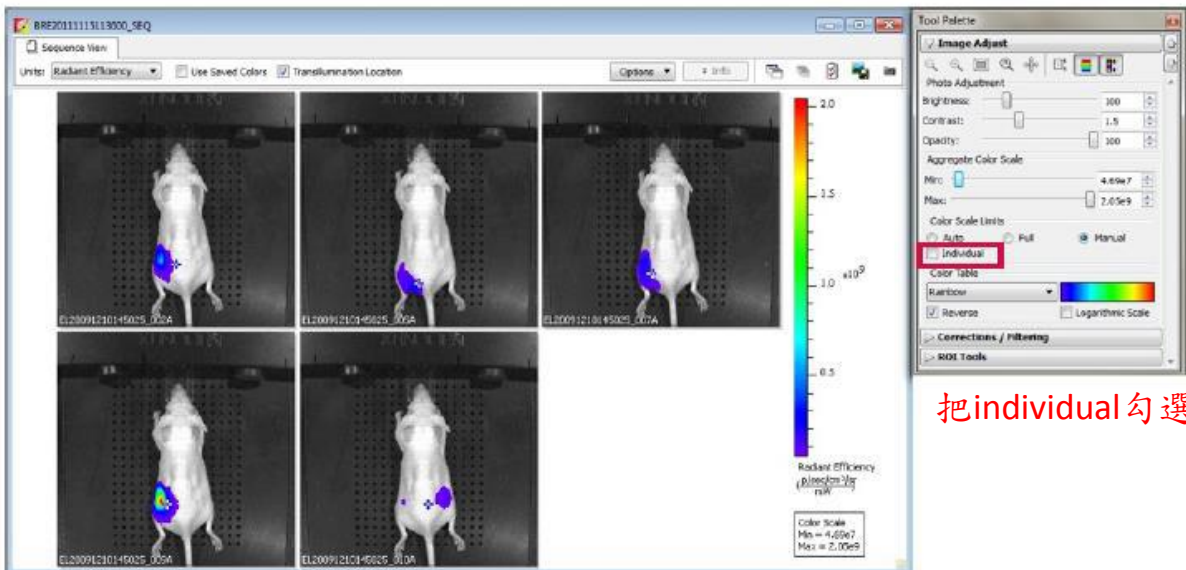 BRE20111115113600_SEQ
Sequence View
Units: Radiant Efficiency
Use Saved Colors
Transillumination Location
Options
Info
EL20091210145025_002A
EL20091210145025_007A
EL20091210145025_009A
EL20091210145025_010A
2.0
1.5
1.0
x10⁹
0.5
Radiant Efficiency
Color Scale
Min = 4.69e7
Max = 2.05e9
Tool Palette
Image Adjust
Photo Adjustment
Brightness: 100
Contrast: 1.5
Opacity: 100
Aggregate Color Scale
Min: 4.69e7
Max: 2.05e9
Color Scale Limits
Auto Full Manual
Individual
Color Table
Rainbow
Reverse Logarithmic Scale
Corrections / Filtering
ROI Tools
把individual勾選